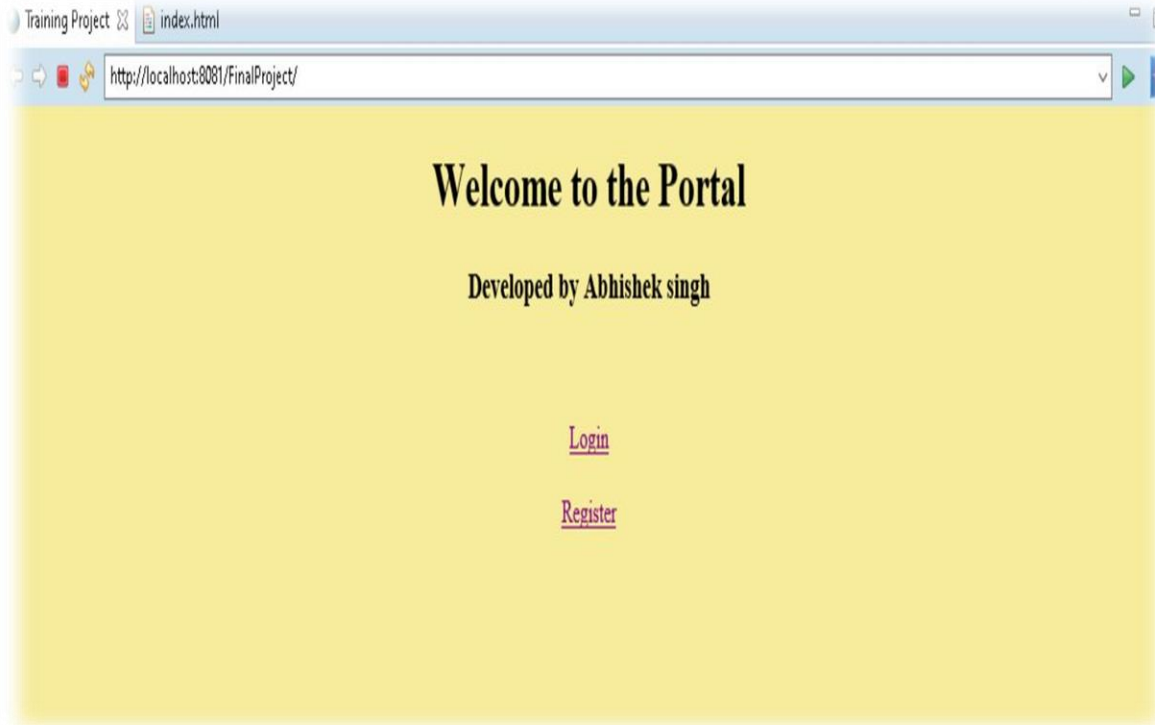 Training Project index.html
http://localhost:8081/FinalProject/
Welcome to the Portal
Developed by Abhishek singh
Login
Register